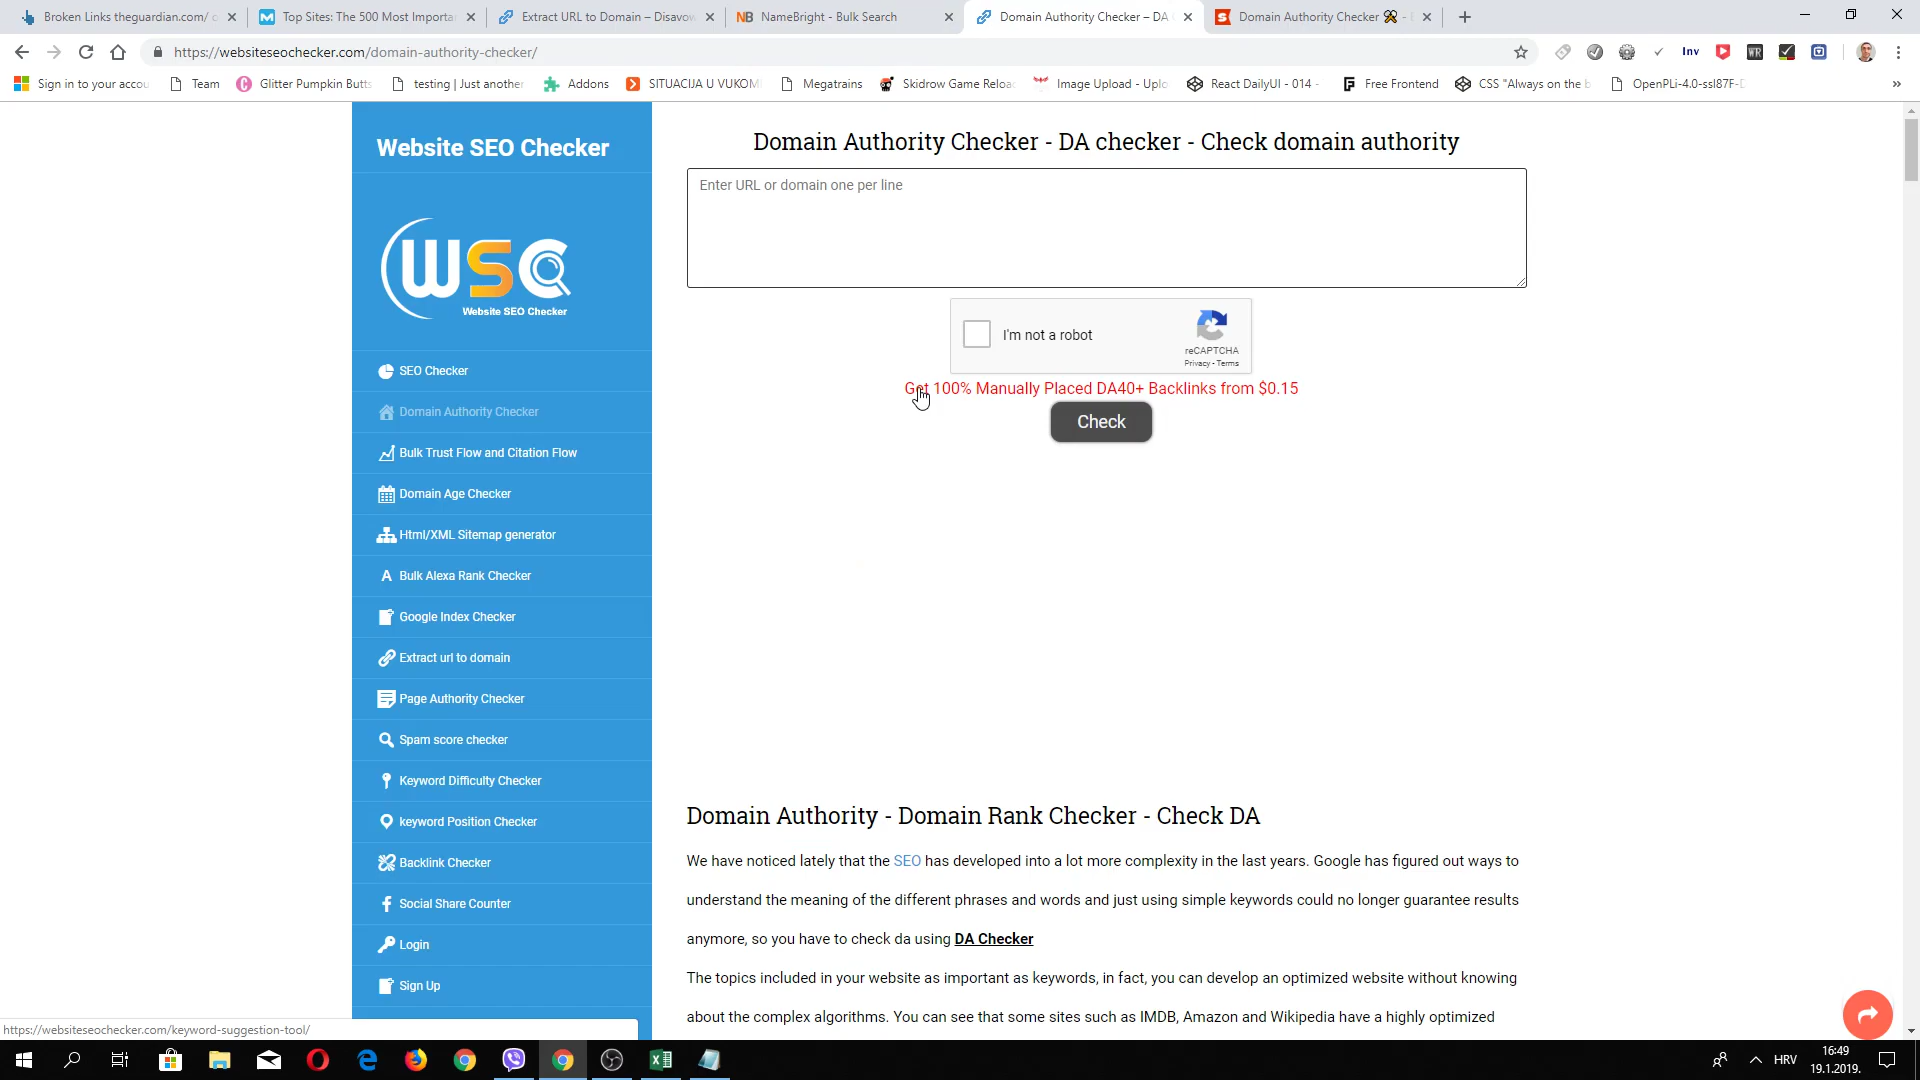 Broken Links theguardian.com/
Top Sites: The 500 Most Importa
Extract URL to Domain – Disavow
NB NameBright - Bulk Search
Domain Authority Checker – DA
Domain Authority Checker
https://websiteseochecker.com/domain-authority-checker/
Inv
WR
Sign in to your accou
Team
Glitter Pumpkin Butts
testing | Just another
Addons
SITUACIJA U VUKOM
Megatrains
Skidrow Game Reloa
Image Upload - Uplo
React DailyUI - 014 -
Free Frontend
CSS "Always on the b
OpenPLi-4.0-ssl87F-D
»
Website SEO Checker
WSC
Website SEO Checker
SEO Checker
Domain Authority Checker
Bulk Trust Flow and Citation Flow
Domain Age Checker
Html/XML Sitemap generator
A Bulk Alexa Rank Checker
Google Index Checker
Extract url to domain
Page Authority Checker
Spam score checker
Keyword Difficulty Checker
keyword Position Checker
Backlink Checker
Social Share Counter
Login
Sign Up
Domain Authority Checker - DA checker - Check domain authority
Enter URL or domain one per line
I'm not a robot
reCAPTCHA
Privacy - Terms
Get 100% Manually Placed DA40+ Backlinks from $0.15
Check
Domain Authority - Domain Rank Checker - Check DA
We have noticed lately that the SEO has developed into a lot more complexity in the last years. Google has figured out ways to
understand the meaning of the different phrases and words and just using simple keywords could no longer guarantee results
anymore, so you have to check da using DA Checker
The topics included in your website as important as keywords, in fact, you can develop an optimized website without knowing
about the complex algorithms. You can see that some sites such as IMDB, Amazon and Wikipedia have a highly optimized
https://websiteseochecker.com/keyword-suggestion-tool/
HRV
16:49
19.1.2019.